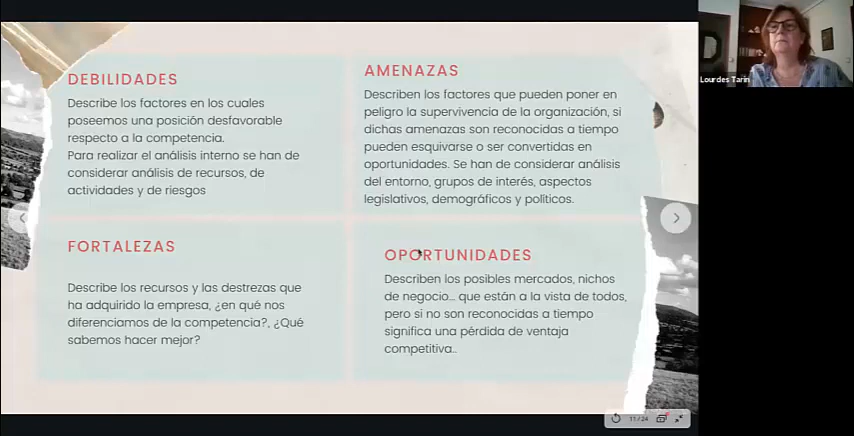 DEBILIDADES
Describe los factores en los cuales
poseemos una posición desfavorable
respecto a la competencia.
Para realizar el análisis interno se han de
considerar análisis de recursos, de
actividades y de riesgos
AMENAZAS
Describen los factores que pueden poner en
peligro la supervivencia de la organización, si
dichas amenazas son reconocidas a tiempo
pueden esquivarse o ser convertidas en
oportunidades. Se han de considerar análisis
del entorno, grupos de interés, aspectos
legislativos, demográficos y políticos.
FORTALEZAS
Describe los recursos y las destrezas que
ha adquirido la empresa, ¿en qué nos
diferenciamos de la competencia?, ¿Qué
sabemos hacer mejor?
OPORTUNIDADES
Describen los posibles mercados, nichos
de negocio... que están a la vista de todos,
pero si no son reconocidas a tiempo
significa una pérdida de ventaja
competitiva..
Lourdes Tarin
11 / 24